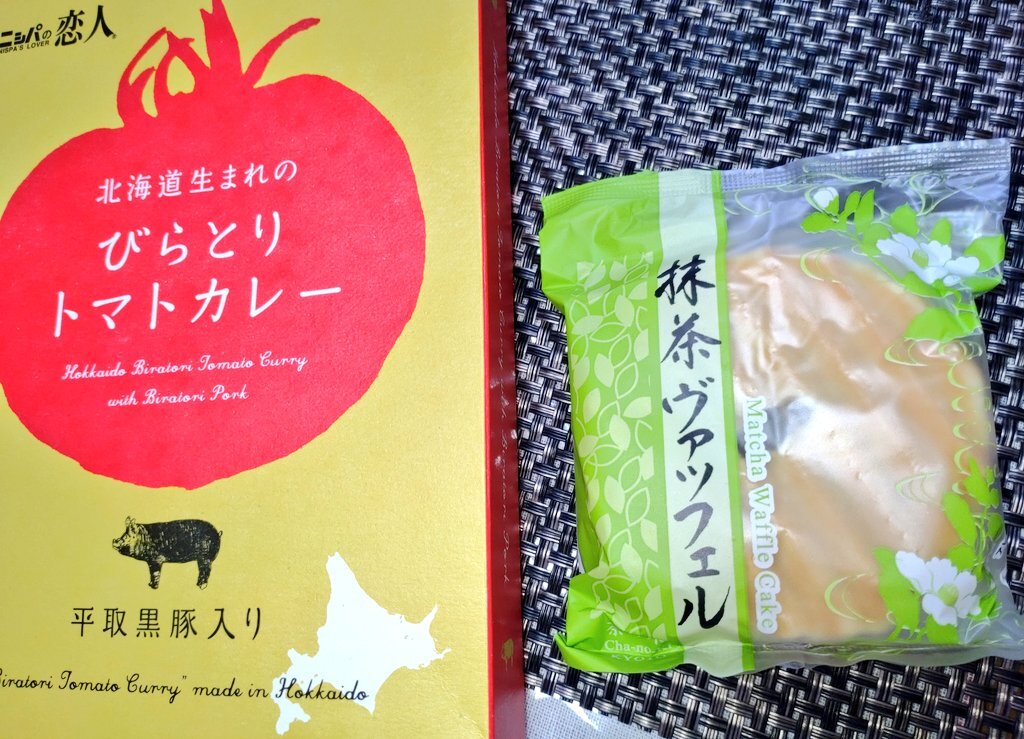 ニシパの恋人
NISPA'S LOVER
北海道生まれの
びらとり
トマトカレー
Hokkaido Biratori Tomato Curry
with Biratori Pork
平取黒豚入り
Biratori Tomato Curry" made in Hokkaido
抹茶ヴァッフェル
Matcha Waffle Cake
Cha-no